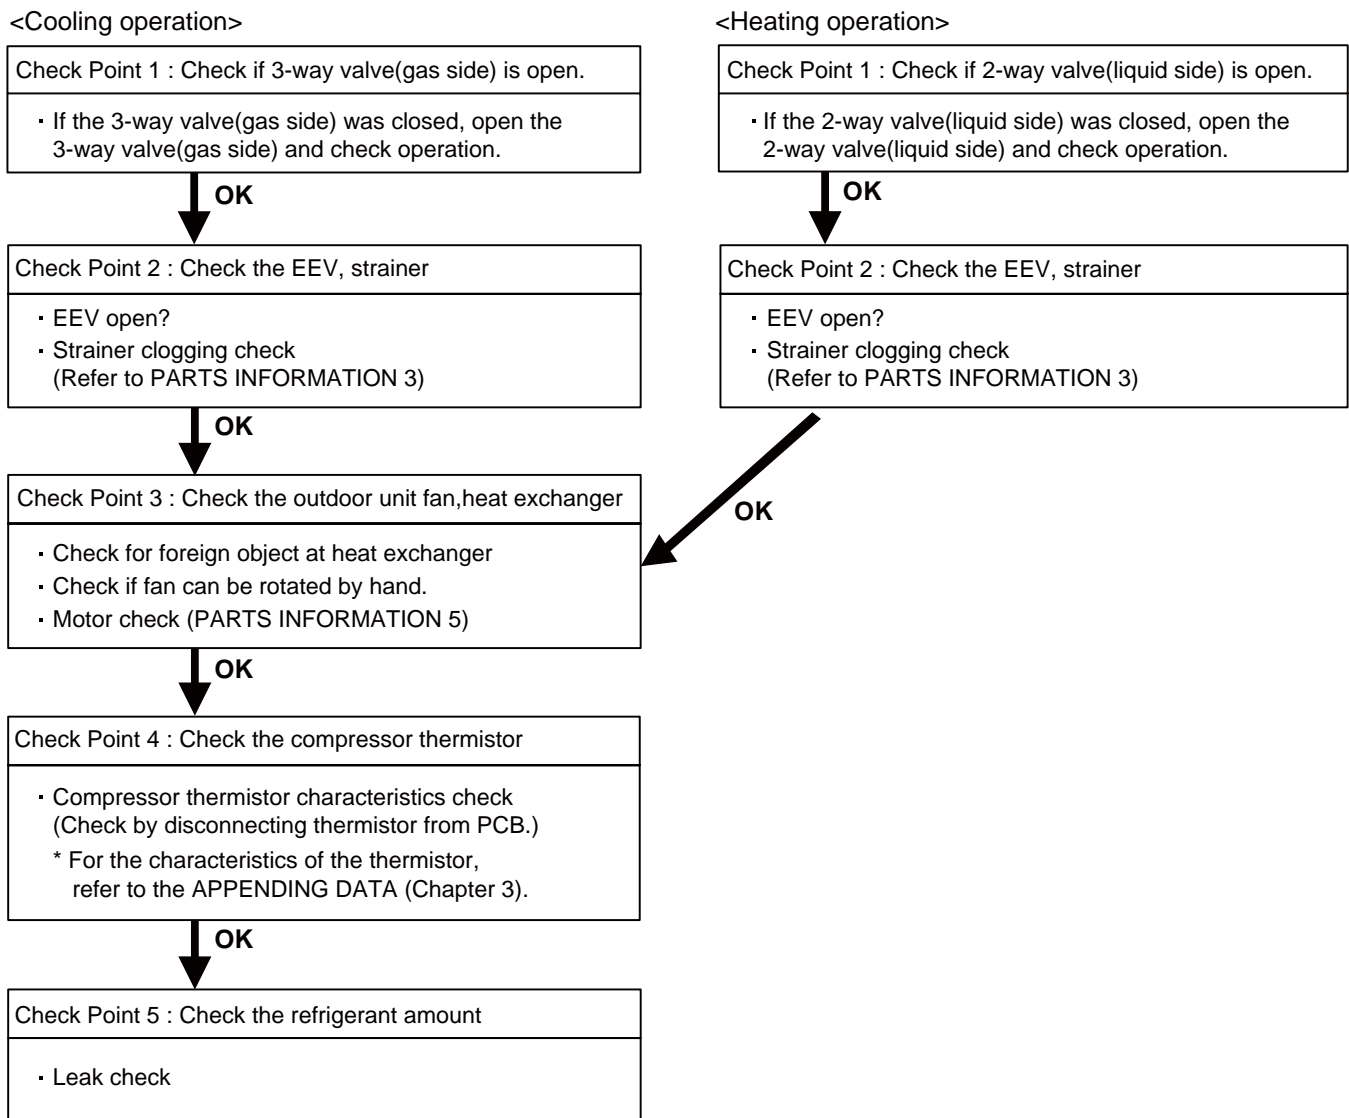 <Cooling operation>
Check Point 1 : Check if 3-way valve(gas side) is open.
· If the 3-way valve(gas side) was closed, open the
3-way valve(gas side) and check operation.
OK
Check Point 2 : Check the EEV, strainer
· EEV open?
· Strainer clogging check
(Refer to PARTS INFORMATION 3)
OK
<Heating operation>
Check Point 1 : Check if 2-way valve(liquid side) is open.
· If the 2-way valve(liquid side) was closed, open the
2-way valve(liquid side) and check operation.
OK
Check Point 2 : Check the EEV, strainer
· EEV open?
· Strainer clogging check
(Refer to PARTS INFORMATION 3)
OK
Check Point 3 : Check the outdoor unit fan,heat exchanger
· Check for foreign object at heat exchanger
· Check if fan can be rotated by hand.
· Motor check (PARTS INFORMATION 5)
OK
Check Point 4 : Check the compressor thermistor
· Compressor thermistor characteristics check
(Check by disconnecting thermistor from PCB.)
* For the characteristics of the thermistor,
refer to the APPENDING DATA (Chapter 3).
OK
Check Point 5 : Check the refrigerant amount
· Leak check